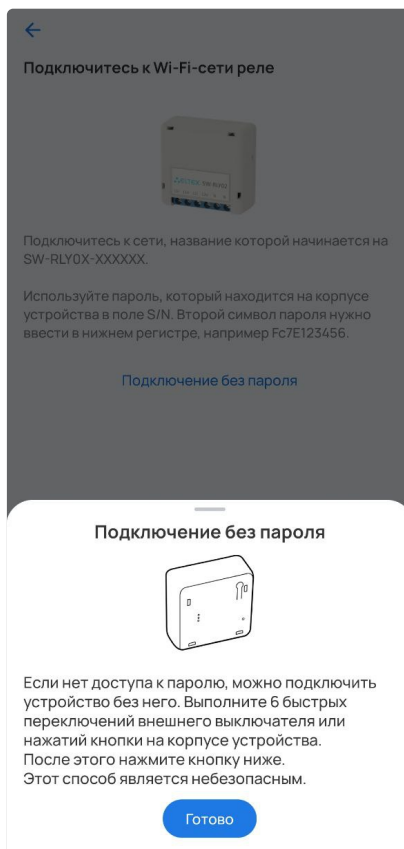 Подключитесь к Wi-Fi-сети реле
Подключитесь к сети, название которой начинается на
SW-RLY0X-XXXXXX.
Используйте пароль, который находится на корпусе
устройства в поле S/N. Второй символ пароля нужно
ввести в нижнем регистре, например Fc7E123456.
Подключение без пароля
Подключение без пароля
Если нет доступа к паролю, можно подключить
устройство без него. Выполните 6 быстрых
переключений внешнего выключателя или
нажатий кнопки на корпусе устройства.
После этого нажмите кнопку ниже.
Этот способ является небезопасным.
Готово